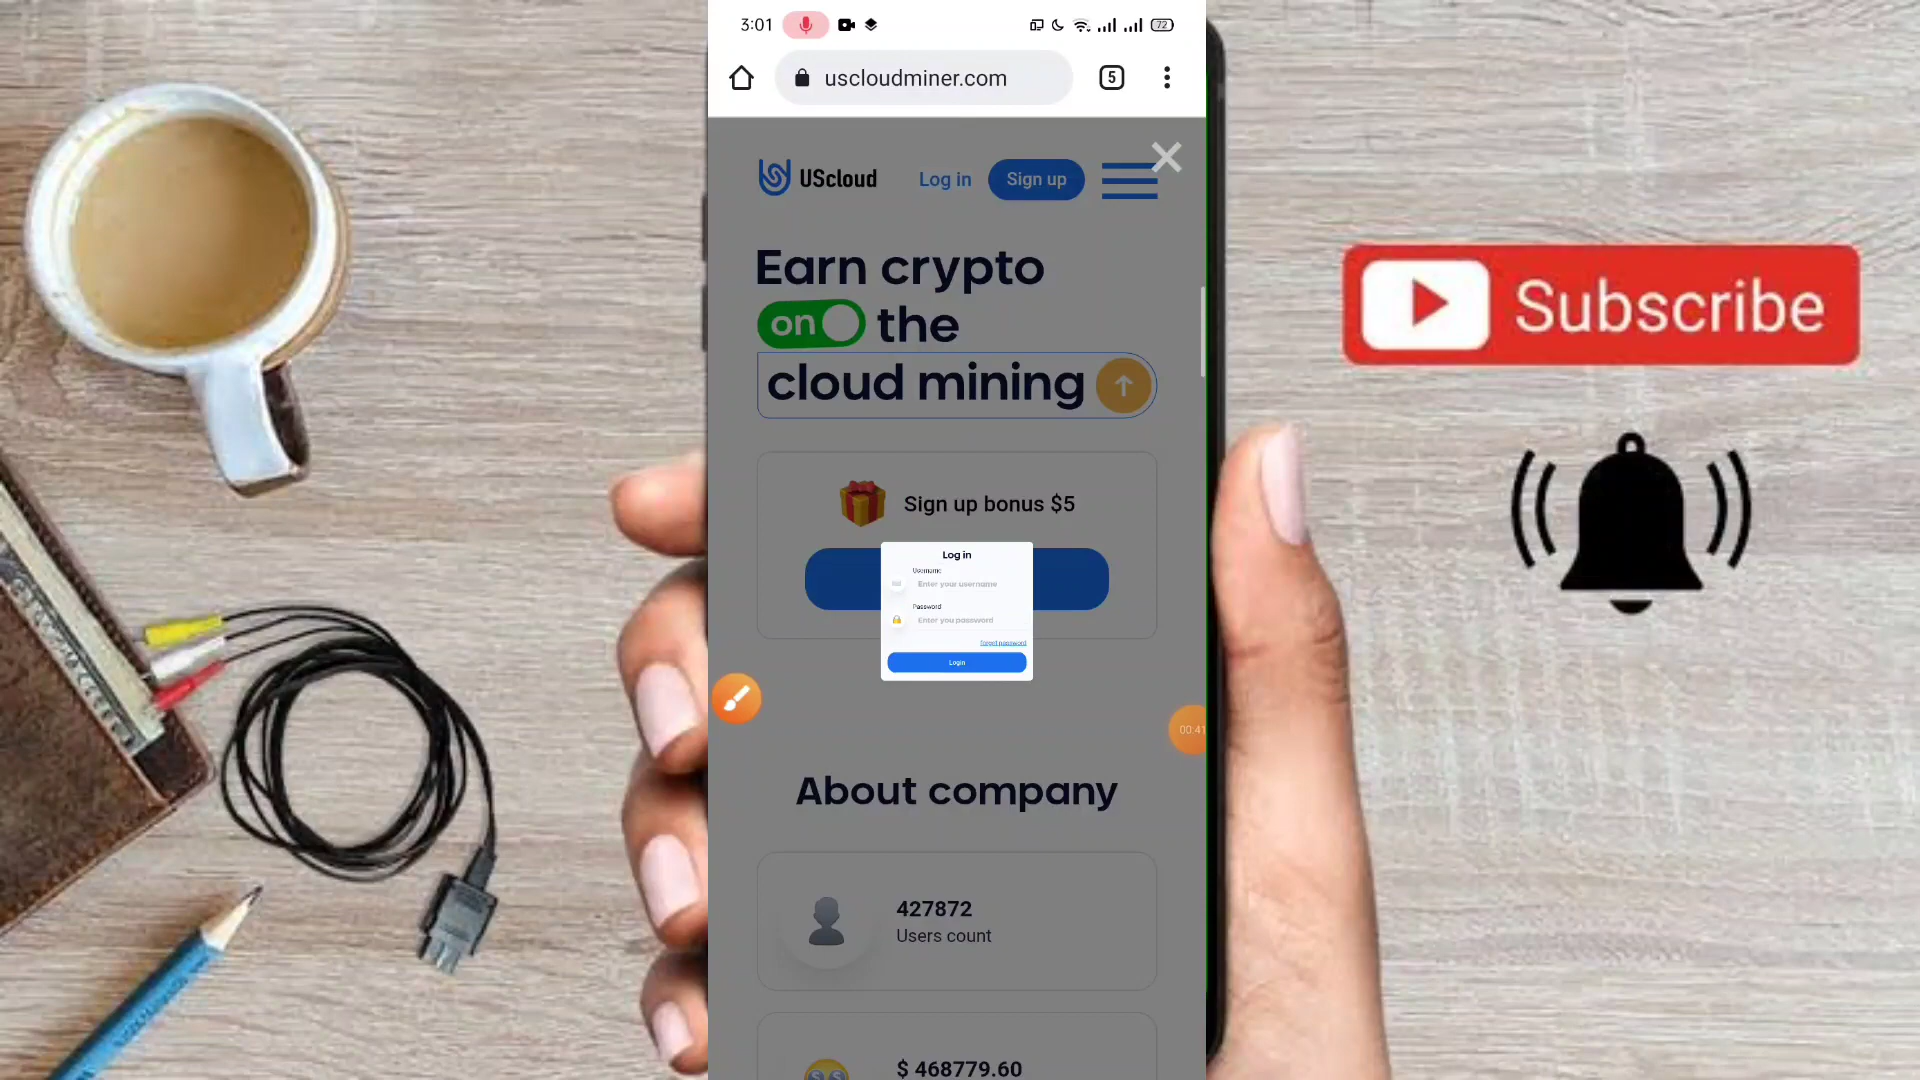 3:01
72
uscloudminer.com
5
UScloud
Log in
Sign up
Earn crypto
on the
cloud mining
Sign up bonus $5
Log in
Username
Enter your username
Password
Enter you password
Forgot password
Login
00:41
About company
427872
Users count
$ 468779.60
Subscribe